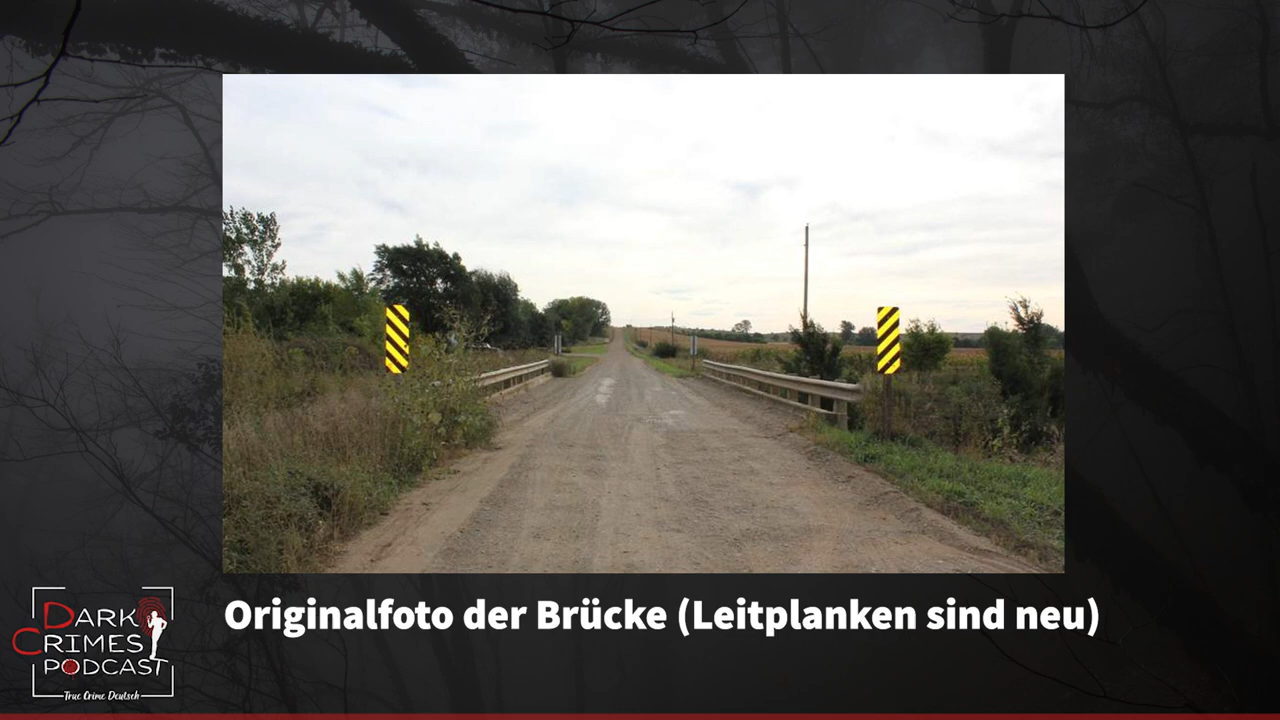 Originalfoto der Brücke (Leitplanken sind neu)
DARK
CRIMES
PODCAST
True Crime Deutsch